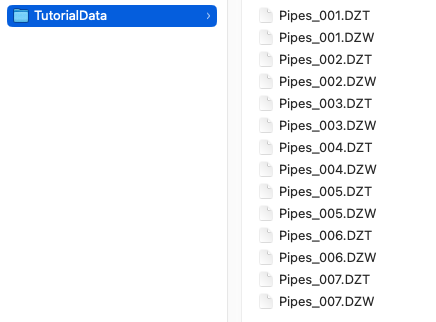 TutorialData
Pipes_001.DZT
Pipes_001.DZW
Pipes_002.DZT
Pipes_002.DZW
Pipes_003.DZT
Pipes_003.DZW
Pipes_004.DZT
Pipes_004.DZW
Pipes_005.DZT
Pipes_005.DZW
Pipes_006.DZT
Pipes_006.DZW
Pipes_007.DZT
Pipes_007.DZW